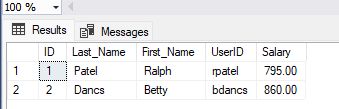 100 %
Results Messages
ID Last_Name First_Name UserID Salary
1 1 Patel Ralph rpatel 795.00
2 2 Dancs Betty bdancs 860.00